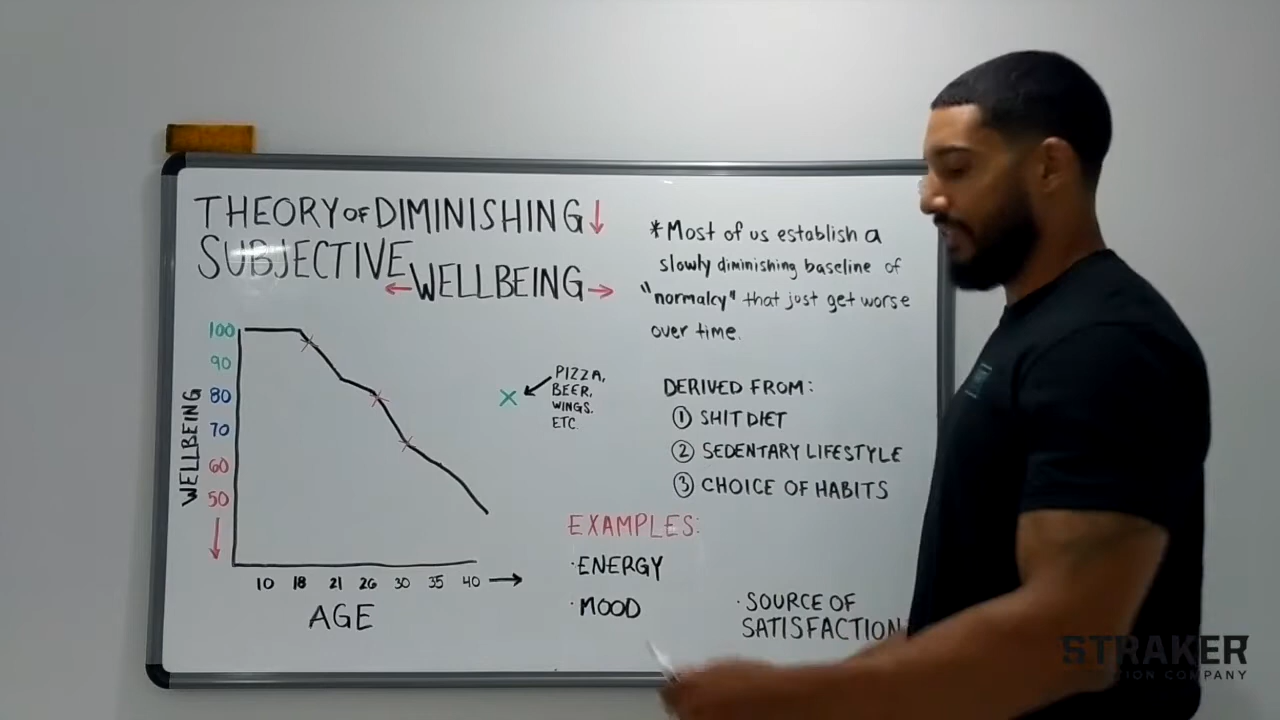 THEORY OF DIMINISHING
SUBJECTIVE
WELLBEING
100
90
80
70
60
50
WELLBEING
10 18 21 26 30 35 40
AGE
PIZZA,
BEER,
WINGS.
ETC
*Most of us establish a
slowly diminishing baseline of
"normalcy" that just get worse
over time.
DERIVED FROM:
① SHIT DIET
② SEDENTARY LIFESTYLE
③ CHOICE OF HABITS
EXAMPLES:
·ENERGY
·MOOD
·SOURCE OF
SATISFACTION
STRAKER
COMPANY